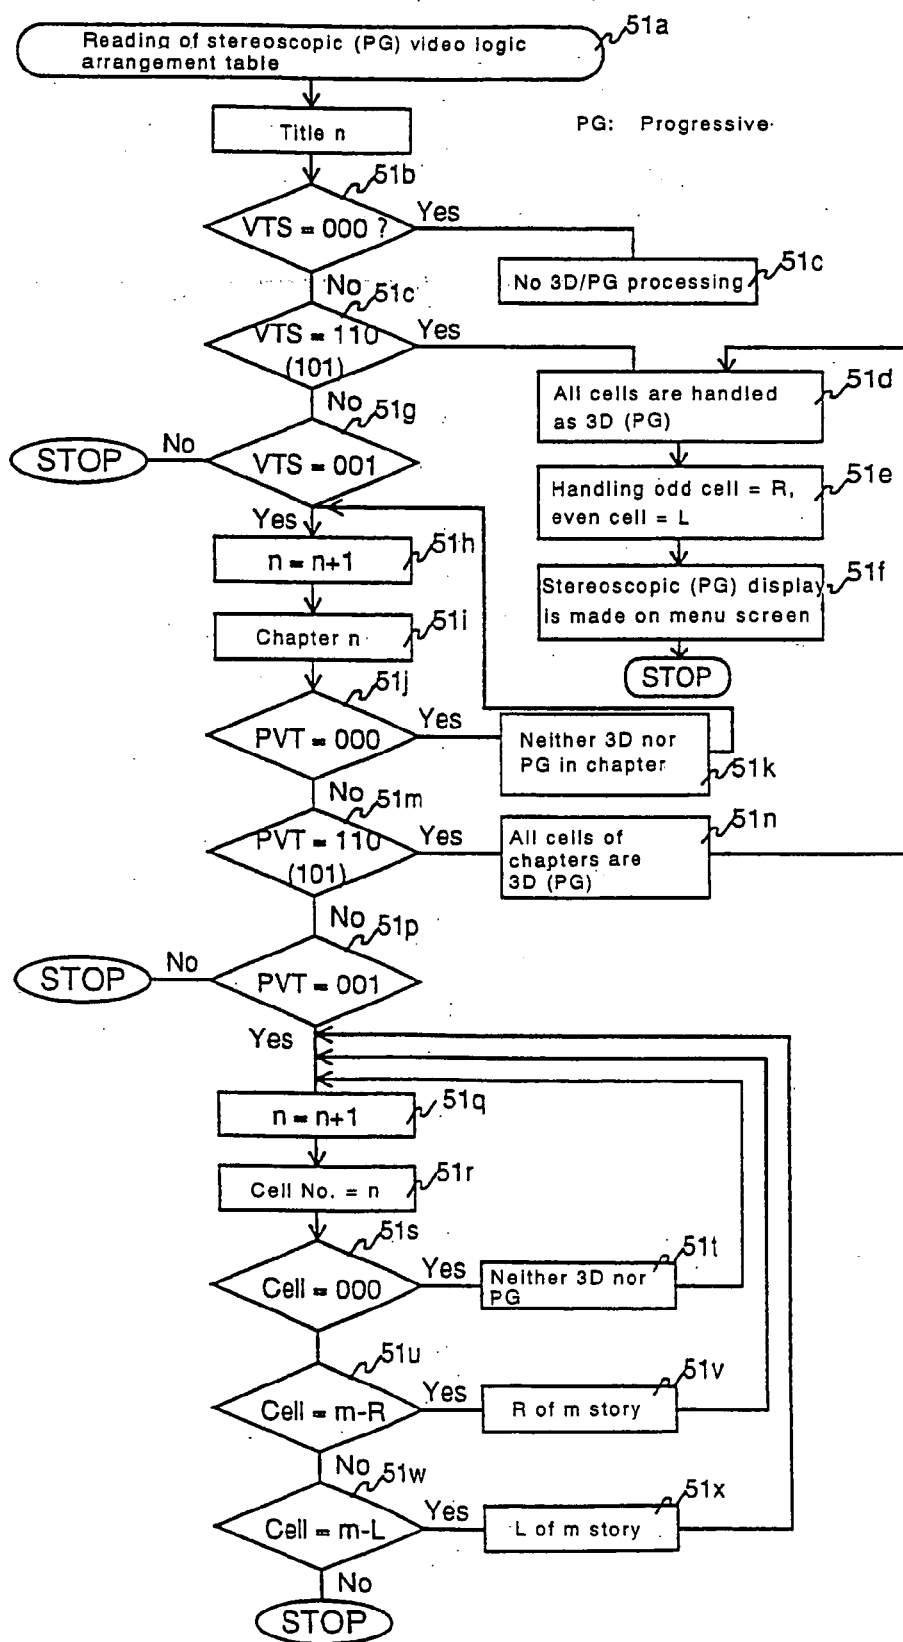 51a
Reading of stereoscopic (PG) video logic
arrangement table
Title n
PG: Progressive
51b
VTS = 000 ?
Yes
51c
No 3D/PG processing
No
51c
VTS = 110
(101)
Yes
51d
All cells are handled
as 3D (PG)
No
51g
VTS = 001
No
STOP
51e
Handling odd cell = R,
even cell = L
Yes
51h
n = n+1
51f
Stereoscopic (PG) display
is made on menu screen
STOP
51i
Chapter n
51j
PVT = 000
Yes
Neither 3D nor
PG in chapter
51k
No
51m
PVT = 110
(101)
Yes
51n
All cells of
chapters are
3D (PG)
No
51p
PVT = 001
No
STOP
Yes
51q
n = n+1
51r
Cell No. = n
51s
Cell = 000
Yes
51t
Neither 3D nor
PG
51u
Cell = m-R
Yes
51v
R of m story
No
51w
Cell = m-L
Yes
51x
L of m story
No
STOP